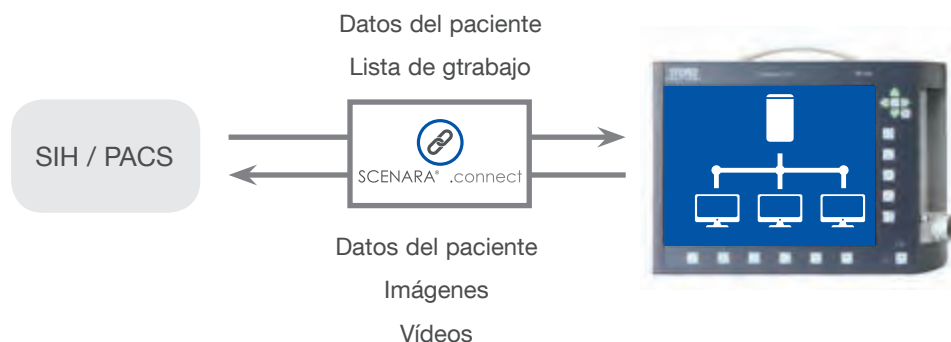 Datos del paciente
Lista de gtrabajo
SIH / PACS
SCENARA® .connect
Datos del paciente
Imágenes
Vídeos